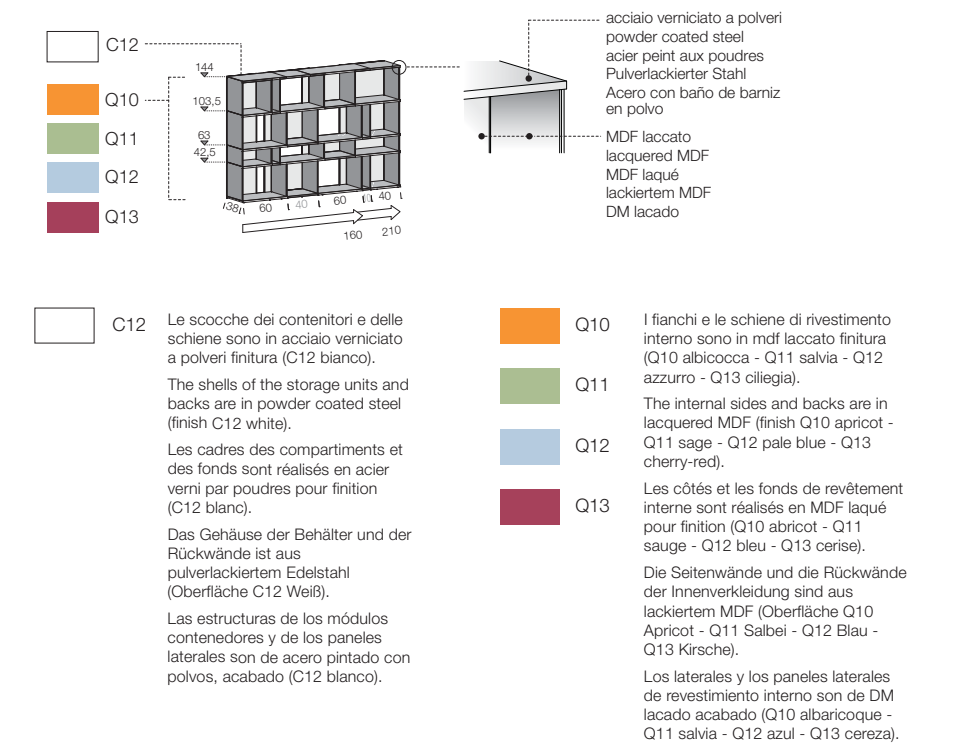 C12
Q10
Q11
Q12
Q13
144
103,5
63
42,5
38
60
40
60
40
160
210
acciaio verniciato a polveri
powder coated steel
acier peint aux poudres
Pulverlackierter Stahl
Acero con baño de barniz
en polvo
MDF laccato
lacquered MDF
MDF laqué
lackiertem MDF
DM lacado
C12
Le scocche dei contenitori e delle
schiene sono in acciaio verniciato
a polveri finitura (C12 bianco).
The shells of the storage units and
backs are in powder coated steel
(finish C12 white).
Les cadres des compartiments et
des fonds sont réalisés en acier
verni par poudres pour finition
(C12 blanc).
Das Gehäuse der Behälter und der
Rückwände ist aus
pulverlackiertem Edelstahl
(Oberfläche C12 Weiß).
Las estructuras de los módulos
contenedores y de los paneles
laterales son de acero pintado con
polvos, acabado (C12 blanco).
Q10
Q11
Q12
Q13
I fianchi e le schiene di rivestimento
interno sono in mdf laccato finitura
(Q10 albicocca - Q11 salvia - Q12
azzurro - Q13 ciliegia).
The internal sides and backs are in
lacquered MDF (finish Q10 apricot -
Q11 sage - Q12 pale blue - Q13
cherry-red).
Les côtés et les fonds de revêtement
interne sont réalisés en MDF laqué
pour finition (Q10 abricot - Q11
sauge - Q12 bleu - Q13 cerise).
Die Seitenwände und die Rückwände
der Innenverkleidung sind aus
lackiertem MDF (Oberfläche Q10
Apricot - Q11 Salbei - Q12 Blau -
Q13 Kirsche).
Los laterales y los paneles laterales
de revestimiento interno son de DM
lacado acabado (Q10 albaricoque -
Q11 salvia - Q12 azul - Q13 cereza).